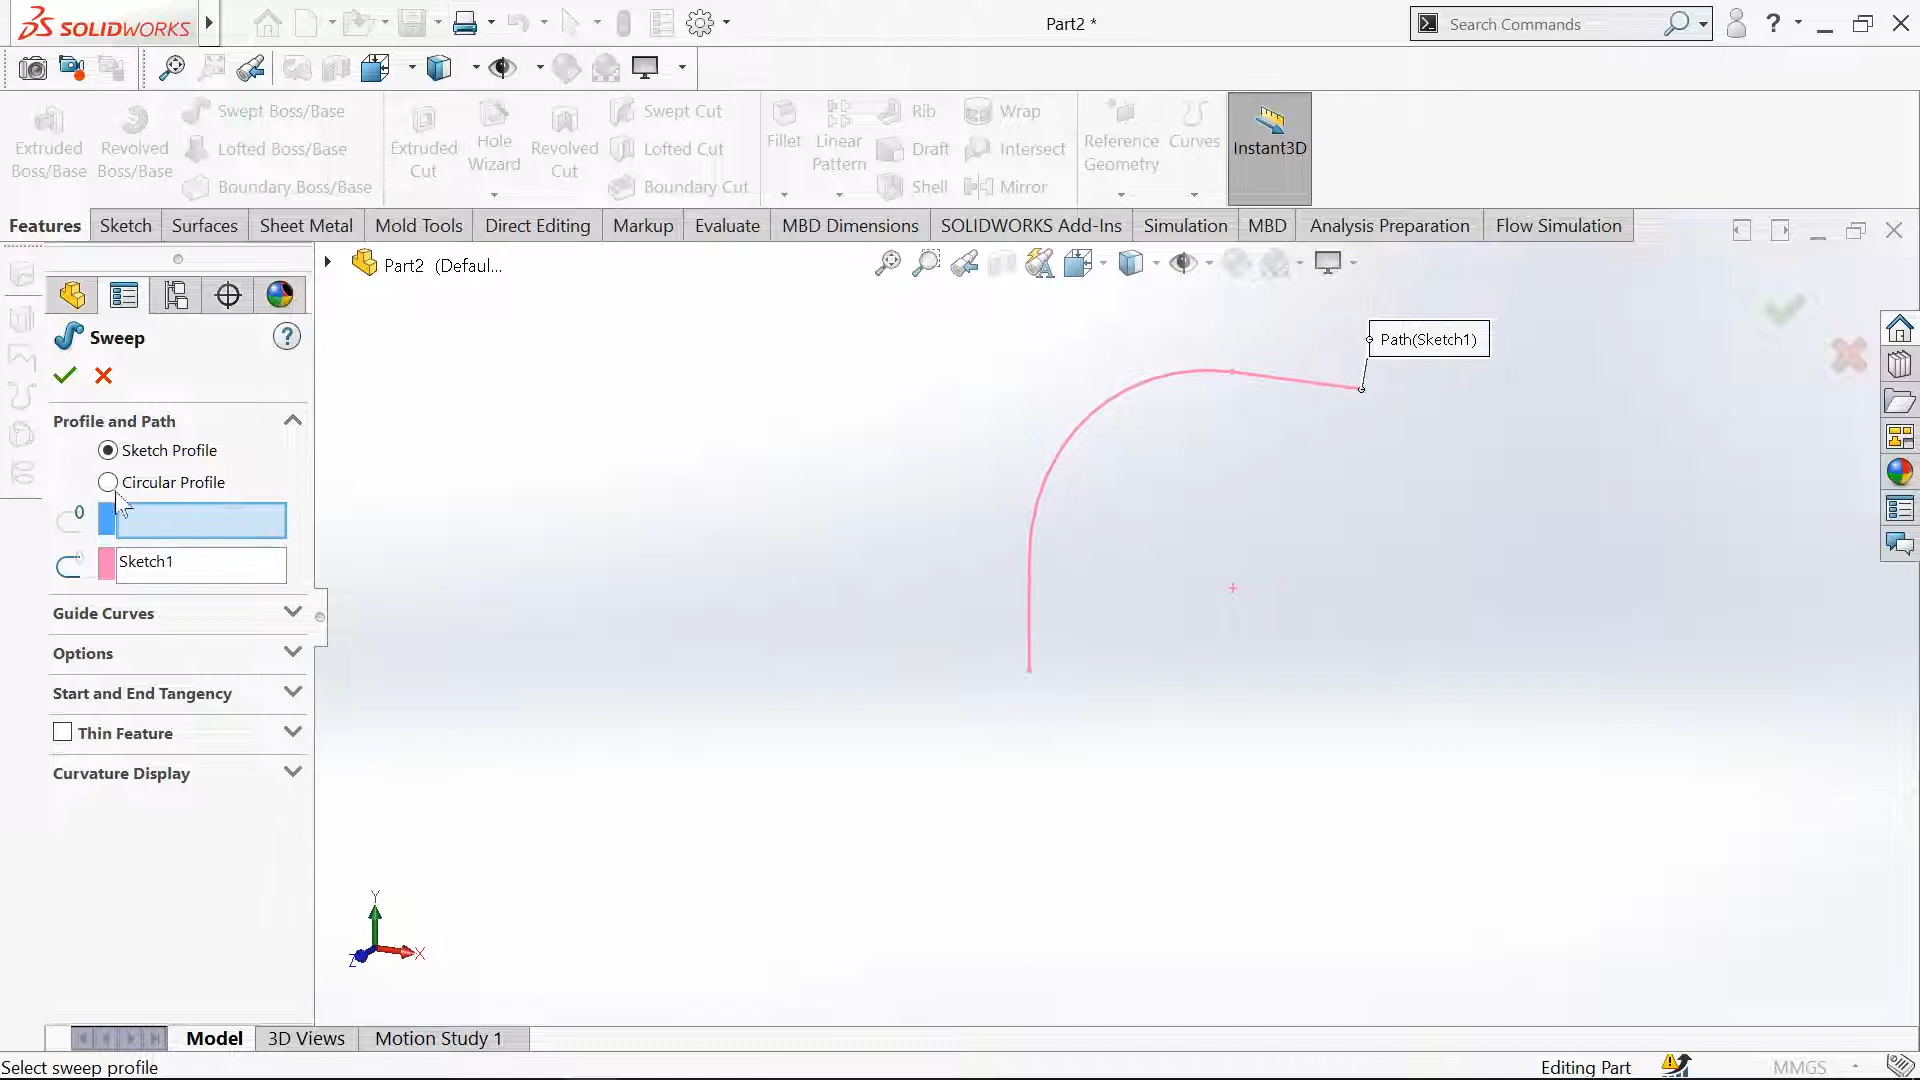 SOLIDWORKS
Part2 *
Search Commands
?
Extruded Boss/Base
Revolved Boss/Base
Swept Boss/Base
Lofted Boss/Base
Boundary Boss/Base
Extruded Cut
Hole Wizard
Revolved Cut
Swept Cut
Lofted Cut
Boundary Cut
Fillet
Linear Pattern
Rib
Draft
Shell
Wrap
Intersect
Mirror
Reference Geometry
Curves
Instant3D
Features
Sketch
Surfaces
Sheet Metal
Mold Tools
Direct Editing
Markup
Evaluate
MBD Dimensions
SOLIDWORKS Add-Ins
Simulation
MBD
Analysis Preparation
Flow Simulation
Part2 (Defaul...
Sweep
?
Profile and Path
Sketch Profile
Circular Profile
Sketch1
Guide Curves
Options
Start and End Tangency
Thin Feature
Curvature Display
Path(Sketch1)
Y
X
Z
Model
3D Views
Motion Study 1
Select sweep profile
Editing Part
MMGS